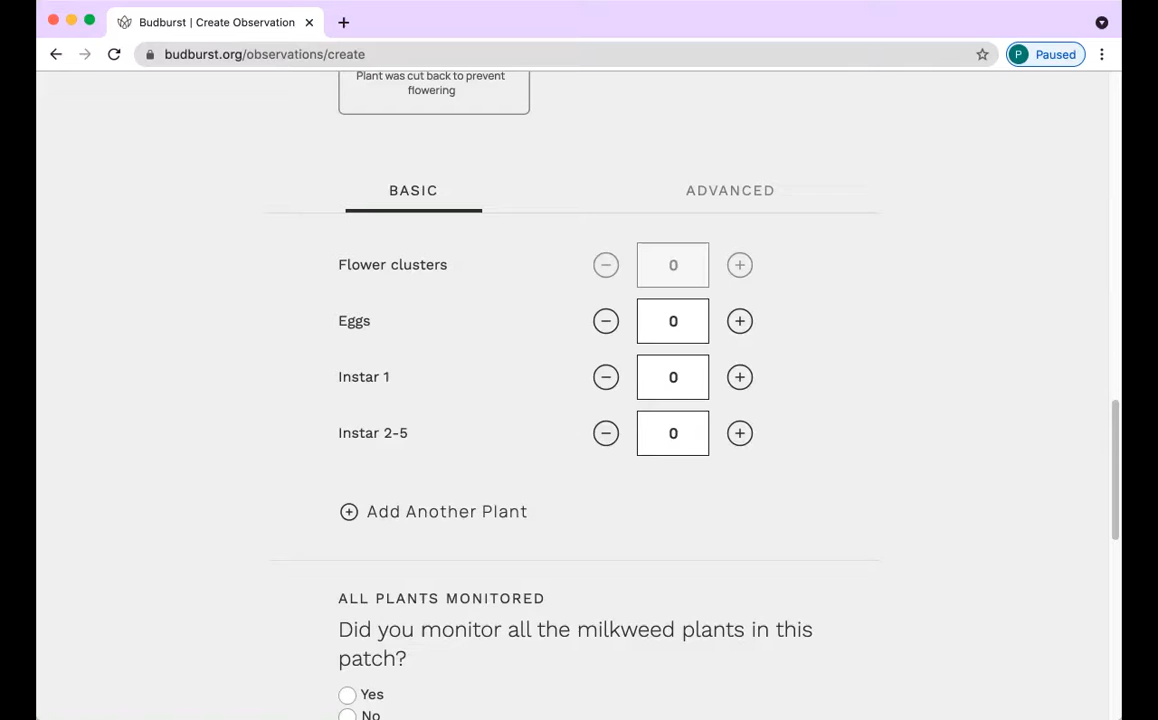 Budburst | Create Observation
budburst.org/observations/create
P Paused
Plant was cut back to prevent
flowering
BASIC ADVANCED
Flower clusters 0
Eggs 0
Instar 1 0
Instar 2-5 0
Add Another Plant
ALL PLANTS MONITORED
Did you monitor all the milkweed plants in this
patch?
Yes
No